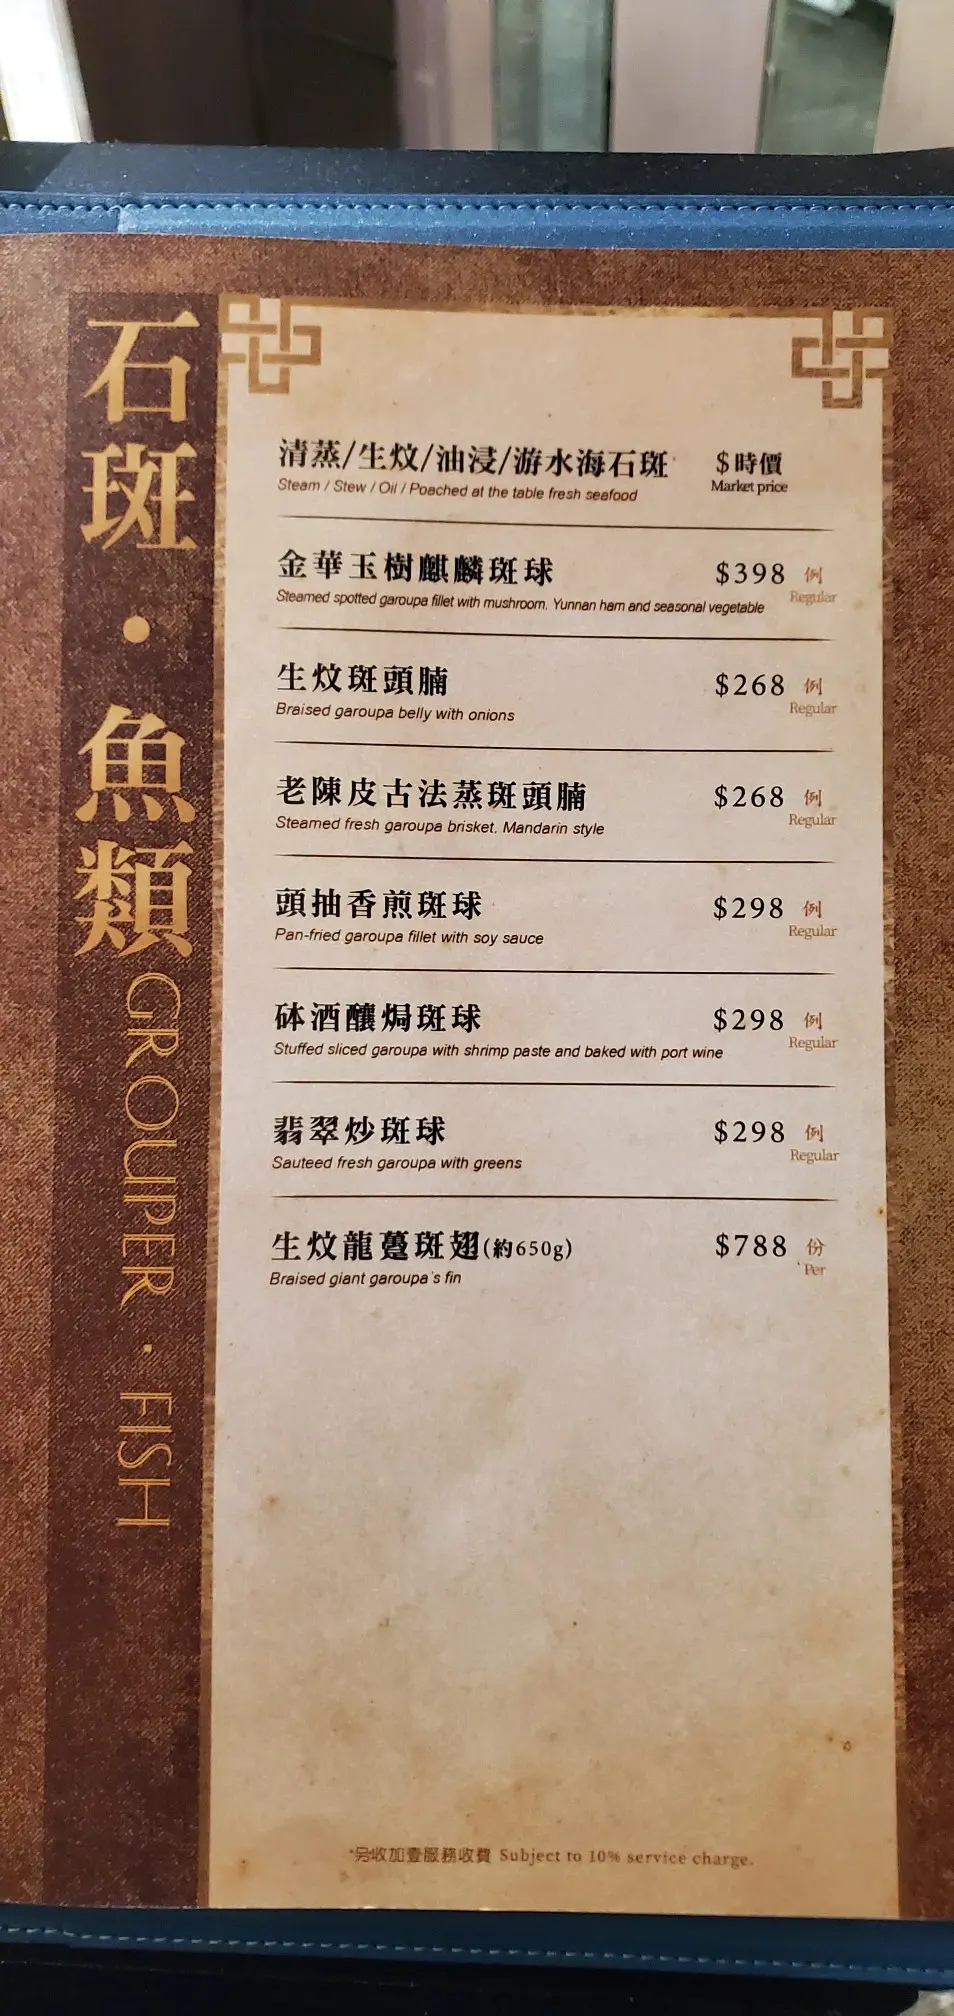 石斑・魚類
GROUPER · FISH
清蒸/生炆/油浸/游水海石斑 $時價
Steam / Stew / Oil / Poached at the table fresh seafood Market price
金華玉樹麒麟斑球 $398 例
Steamed spotted garoupa fillet with mushroom. Yunnan ham and seasonal vegetable Regular
生炆斑頭腩 $268 例
Braised garoupa belly with onions Regular
老陳皮古法蒸斑頭腩 $268 例
Steamed fresh garoupa brisket. Mandarin style Regular
頭抽香煎斑球 $298 例
Pan-fried garoupa fillet with soy sauce Regular
砵酒釀焗斑球 $298 例
Stuffed sliced garoupa with shrimp paste and baked with port wine Regular
翡翠炒斑球 $298 例
Sauteed fresh garoupa with greens Regular
生炆龍躉斑翅(約650g) $788 份
Braised giant garoupa's fin Per
*另收加壹服務收費 Subject to 10% service charge.